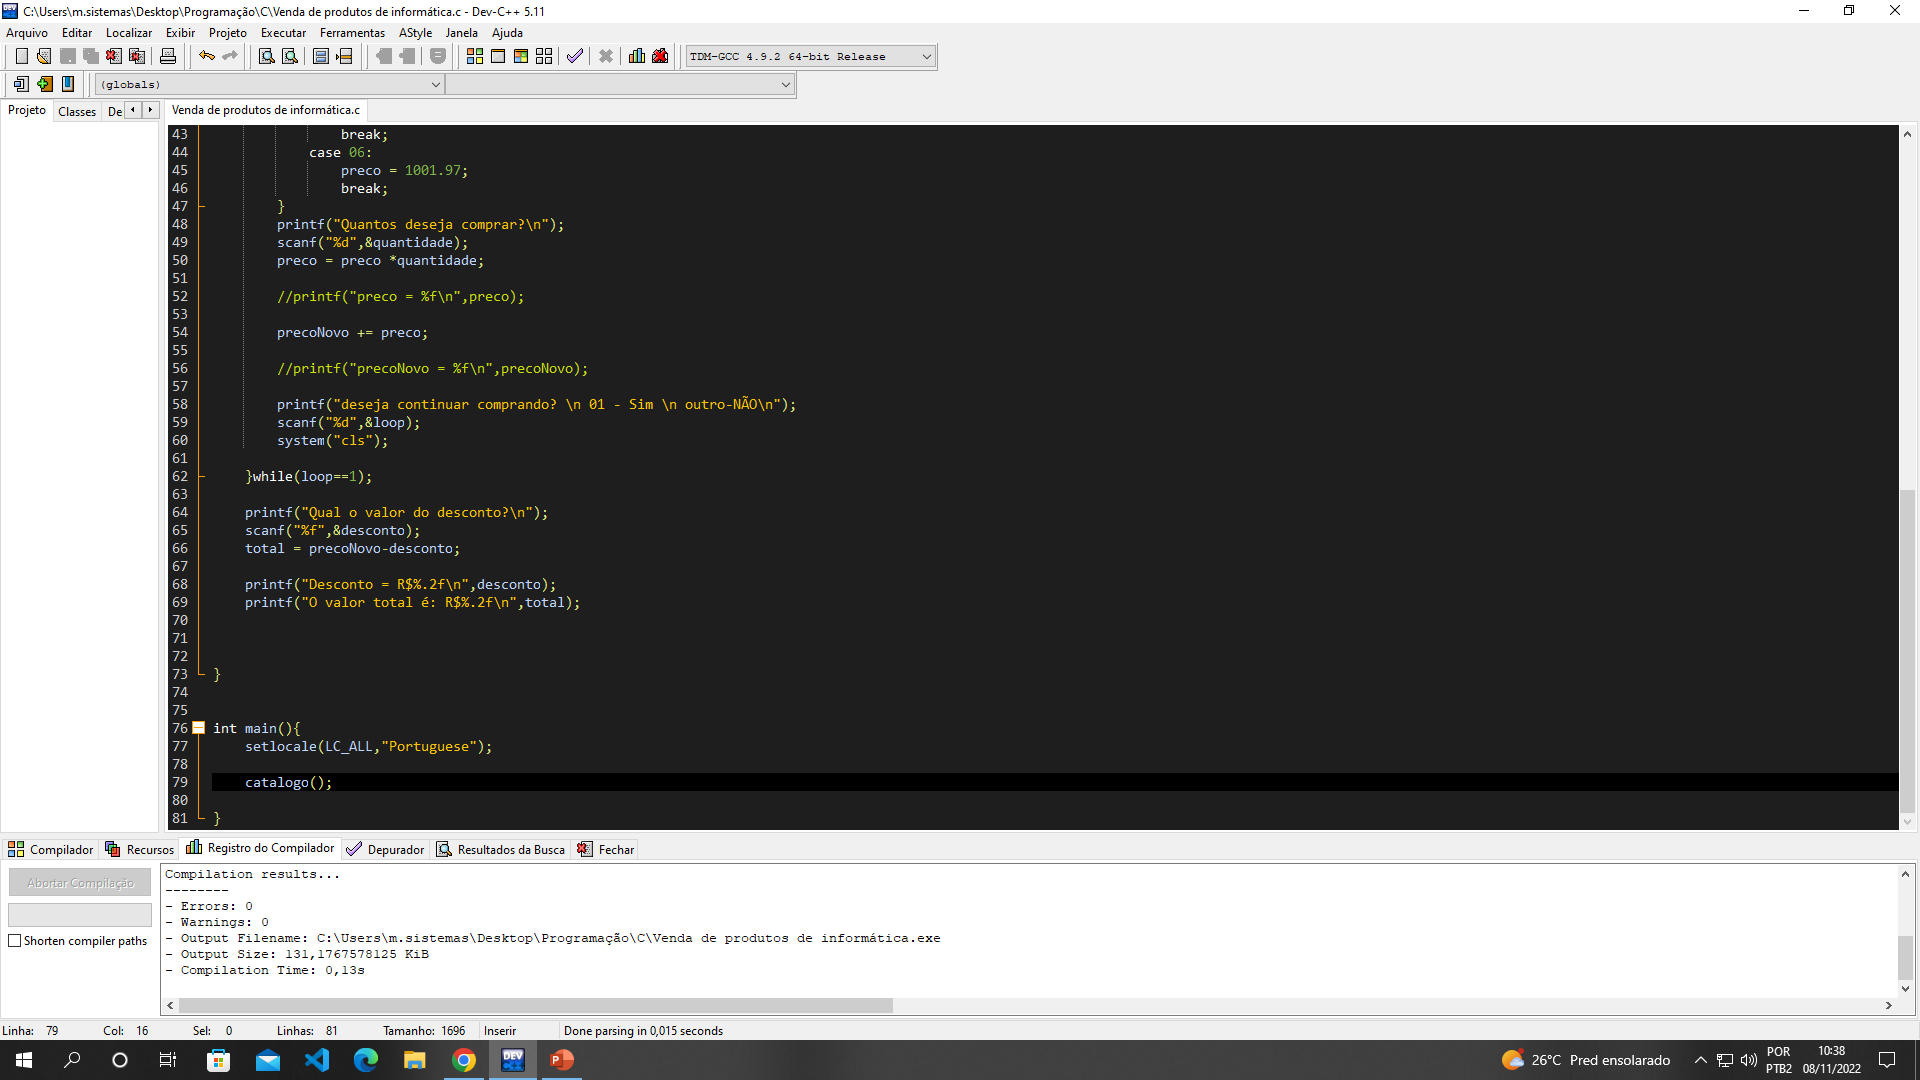 C:\Users\m.sistemas\Desktop\Programação\C\Venda de produtos de informática.c - Dev-C++ 5.11
Arquivo Editar Localizar Exibir Projeto Executar Ferramentas AStyle Janela Ajuda
TDM-GCC 4.9.2 64-bit Release
(globals)
Projeto Classes De
Venda de produtos de informática.c
43 break;
44 case 06:
45 preco = 1001.97;
46 break;
47 }
48 printf("Quantos deseja comprar?\n");
49 scanf("%d",&quantidade);
50 preco = preco *quantidade;
51
52 //printf("preco = %f\n",preco);
53
54 precoNovo += preco;
55
56 //printf("precoNovo = %f\n",precoNovo);
57
58 printf("deseja continuar comprando? \n 01 - Sim \n outro-NÃO\n");
59 scanf("%d",&loop);
60 system("cls");
61
62 }while(loop==1);
63
64 printf("Qual o valor do desconto?\n");
65 scanf("%f",&desconto);
66 total = precoNovo-desconto;
67
68 printf("Desconto = R$%.2f\n",desconto);
69 printf("O valor total é: R$%.2f\n",total);
70
71
72
73 }
74
75
76 int main(){
77 setlocale(LC_ALL,"Portuguese");
78
79 catalogo();
80
81 }
Compilador Recursos Registro do Compilador Depurador Resultados da Busca Fechar
Abortar Compilação
Shorten compiler paths
Compilation results...
--------
- Errors: 0
- Warnings: 0
- Output Filename: C:\Users\m.sistemas\Desktop\Programação\C\Venda de produtos de informática.exe
- Output Size: 131,1767578125 KiB
- Compilation Time: 0,13s
Linha: 79 Col: 16 Sel: 0 Linhas: 81 Tamanho: 1696 Inserir Done parsing in 0,015 seconds
DEV
26°C Pred ensolarado
POR
PTB2
10:38
08/11/2022